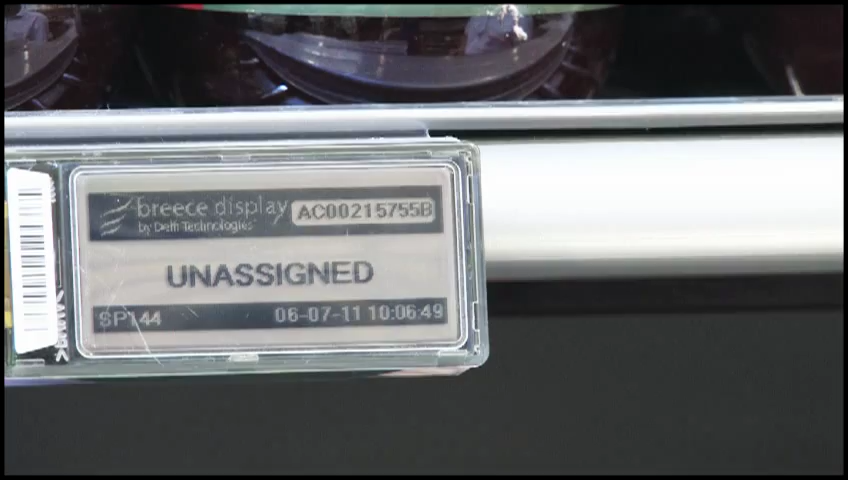 breece display AC00215755B
by Delfi Technologies
UNASSIGNED
SP144 06-07-11 10:06:49